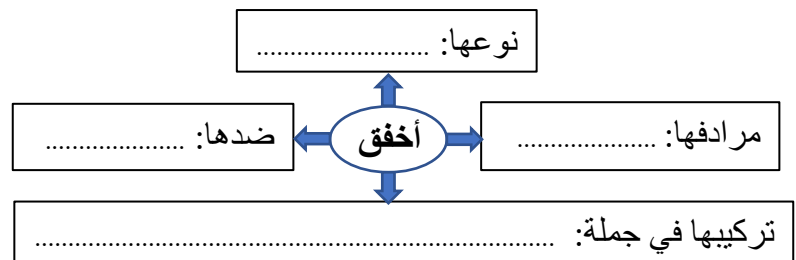 نوعها: ..........................
مرادفها: .....................
أخفق
ضدها: .....................
تركيبها في جملة: ...............................................................................